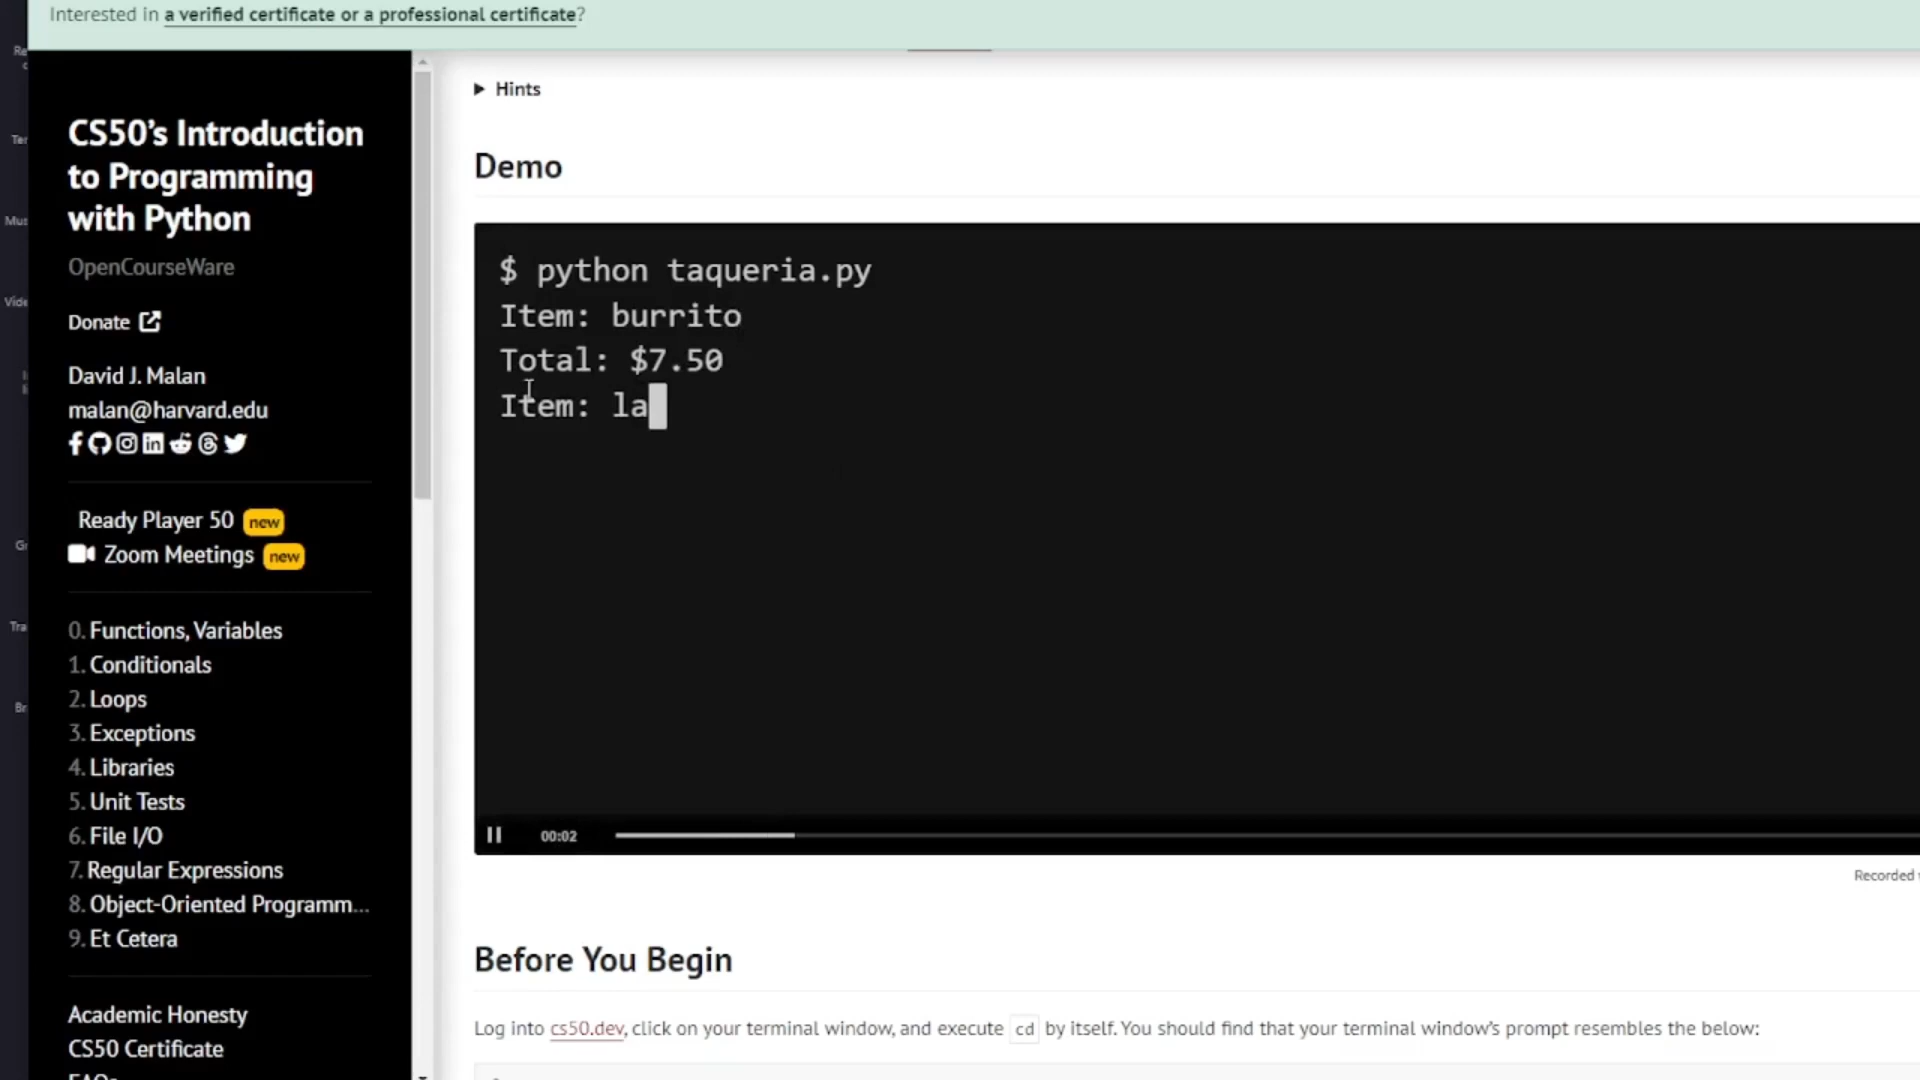 Interested in a verified certificate or a professional certificate?
CS50's Introduction
to Programming
with Python
OpenCourseWare
Donate
David J. Malan
malan@harvard.edu
Ready Player 50 new
Zoom Meetings new
0. Functions, Variables
1. Conditionals
2. Loops
3. Exceptions
4. Libraries
5. Unit Tests
6. File I/O
7. Regular Expressions
8. Object-Oriented Programm...
9. Et Cetera
Academic Honesty
CS50 Certificate
Hints
Demo
$ python taqueria.py
Item: burrito
Total: $7.50
Item: la
00:02
Recorded
Before You Begin
Log into cs50.dev, click on your terminal window, and execute cd by itself. You should find that your terminal window's prompt resembles the below: